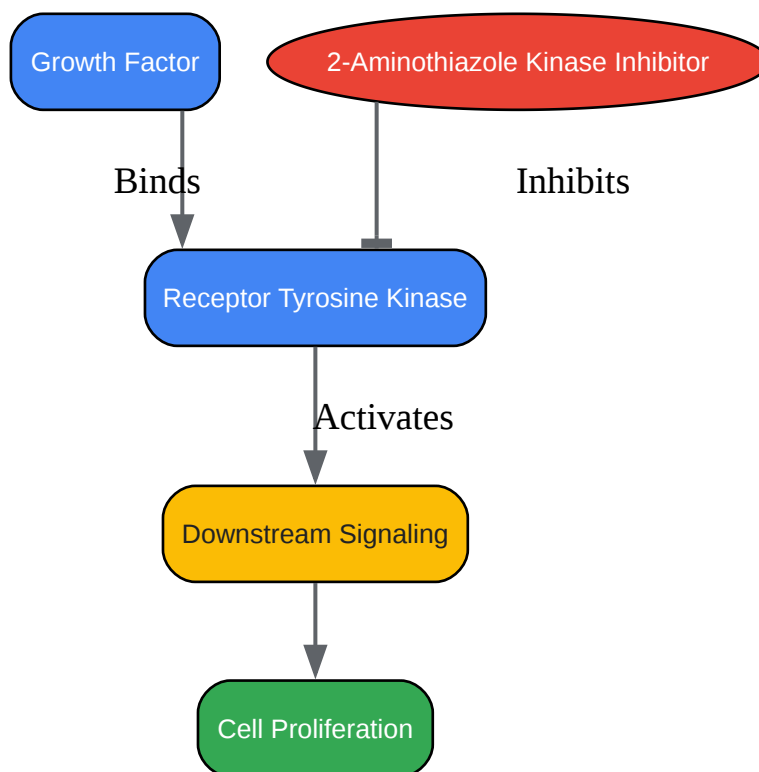 Growth Factor
2-Aminothiazole Kinase Inhibitor
Binds
Inhibits
Receptor Tyrosine Kinase
Activates
Downstream Signaling
Cell Proliferation